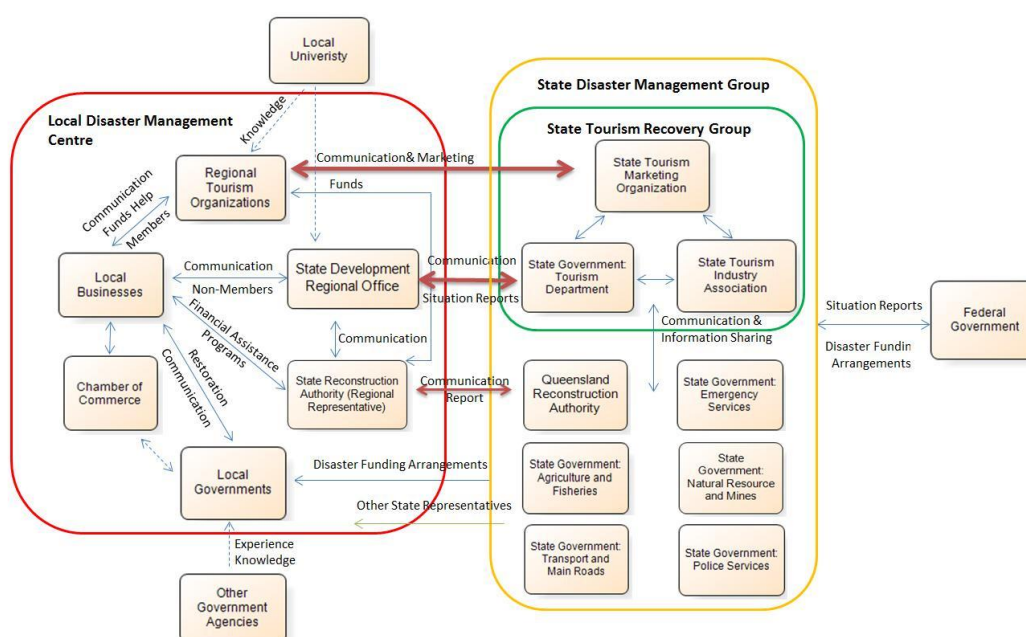 Local
Univeristy
State Disaster Management Group
Local Disaster Management
Centre
Knowledge
State Tourism Recovery Group
Communication& Marketing
Regional
Tourism
Organizations
Funds
State Tourism
Marketing
Organization
Communication
Funds Help
Members
Local
Businesses
Communication
Non-Members
State Development
Regional Office
Communication
Situation Reports
State Government:
Tourism
Department
State Tourism
Industry
Association
Situation Reports
Disaster Fundin
Arrangements
Federal
Government
Financial Assistance
Programs
Communication
Communication &
Information Sharing
Restoration
Communication
Chamber of
Commerce
State Reconstruction
Authority (Regional
Representative)
Communication
Report
Queensland
Reconstruction
Authority
State Government:
Emergency
Services
Local
Governments
Disaster Funding Arrangements
State Government:
Agriculture and
Fisheries
State
Government:
Natural Resource
and Mines
Other State Representatives
Experience
Knowledge
State Government:
Transport and
Main Roads
State Government:
Police Services
Other
Government
Agencies